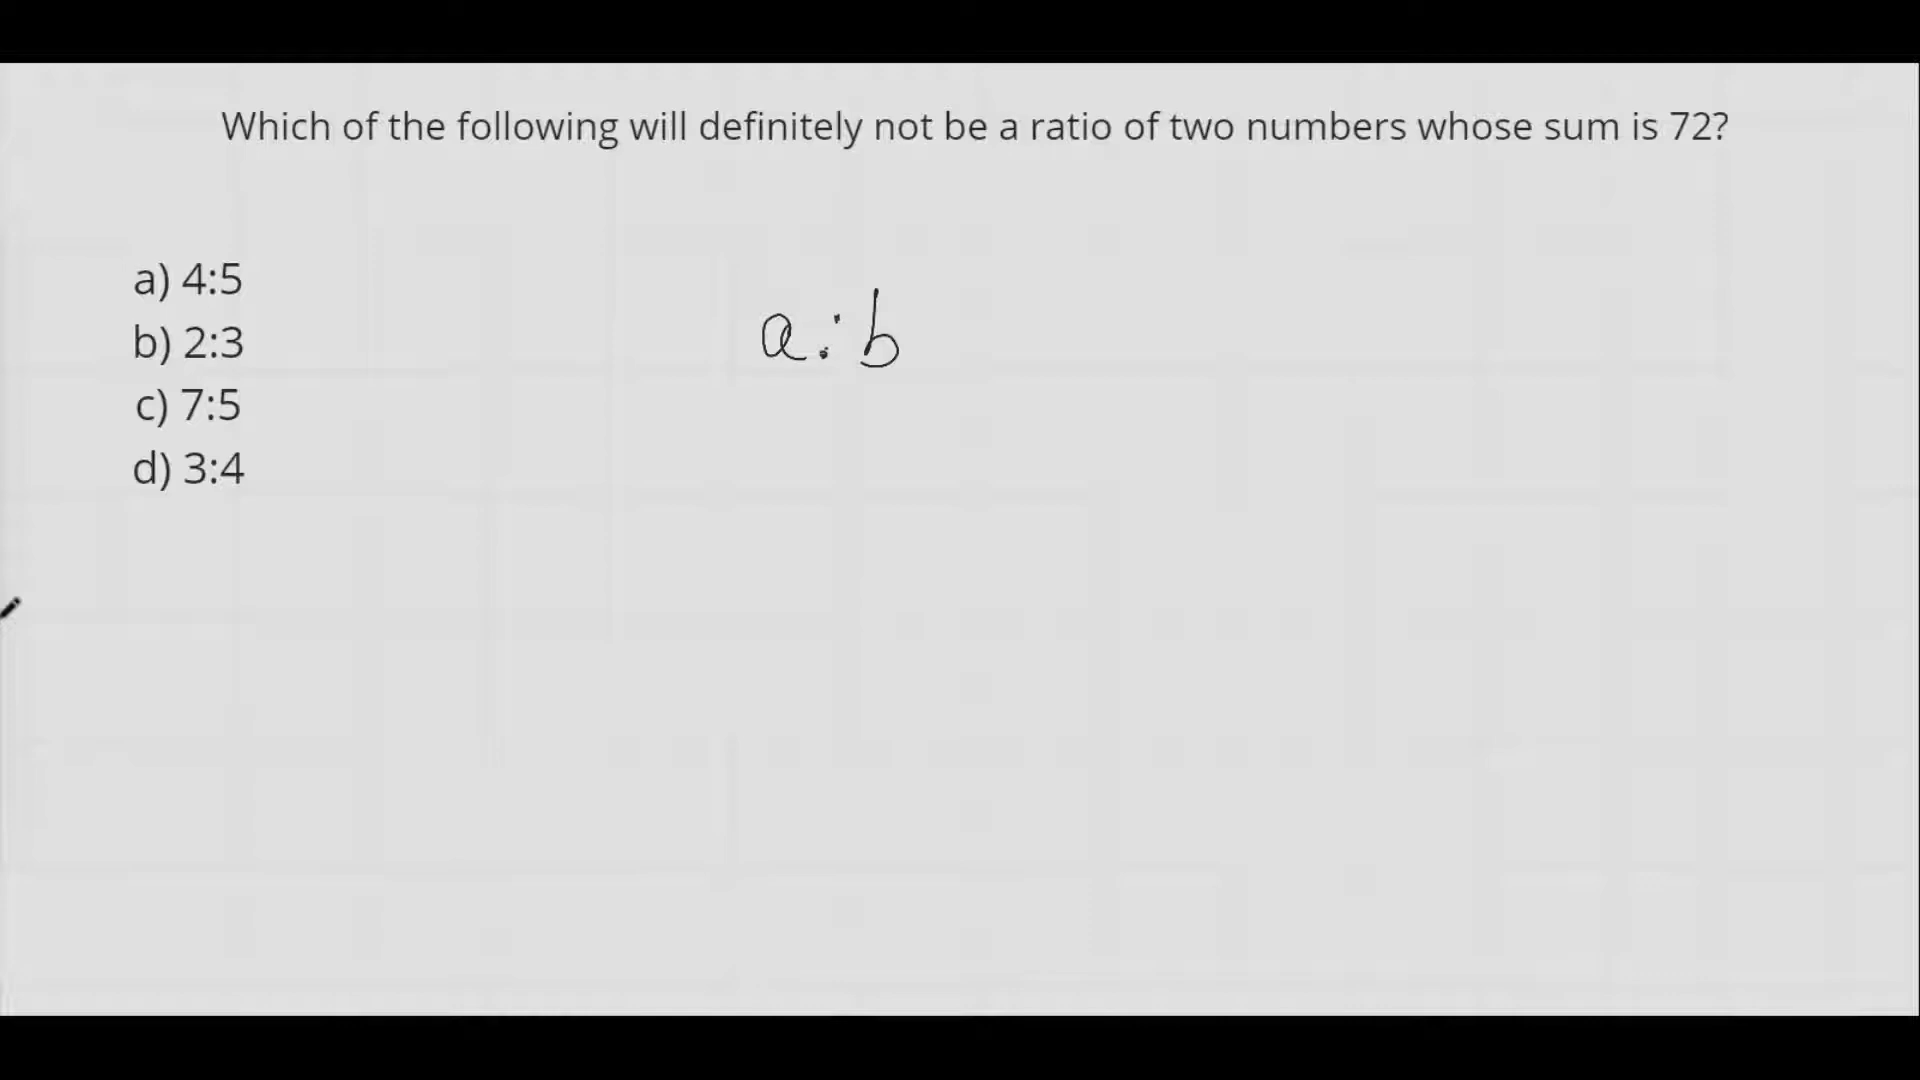 Which of the following will definitely not be a ratio of two numbers whose sum is 72?
a) 4:5
b) 2:3
c) 7:5
d) 3:4
a:b